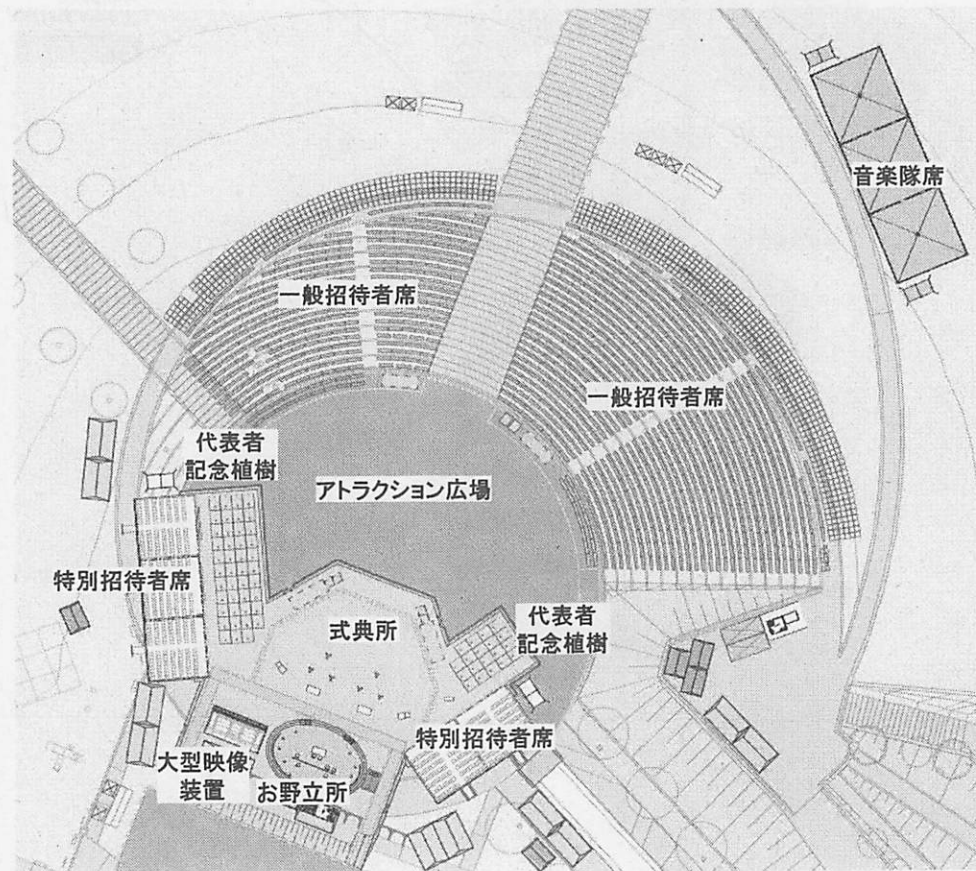 音楽隊席
一般招待者席
一般招待者席
代表者
記念植樹
アトラクション広場
特別招待者席
式典所
代表者
記念植樹
特別招待者席
大型映像
装置
お野立所